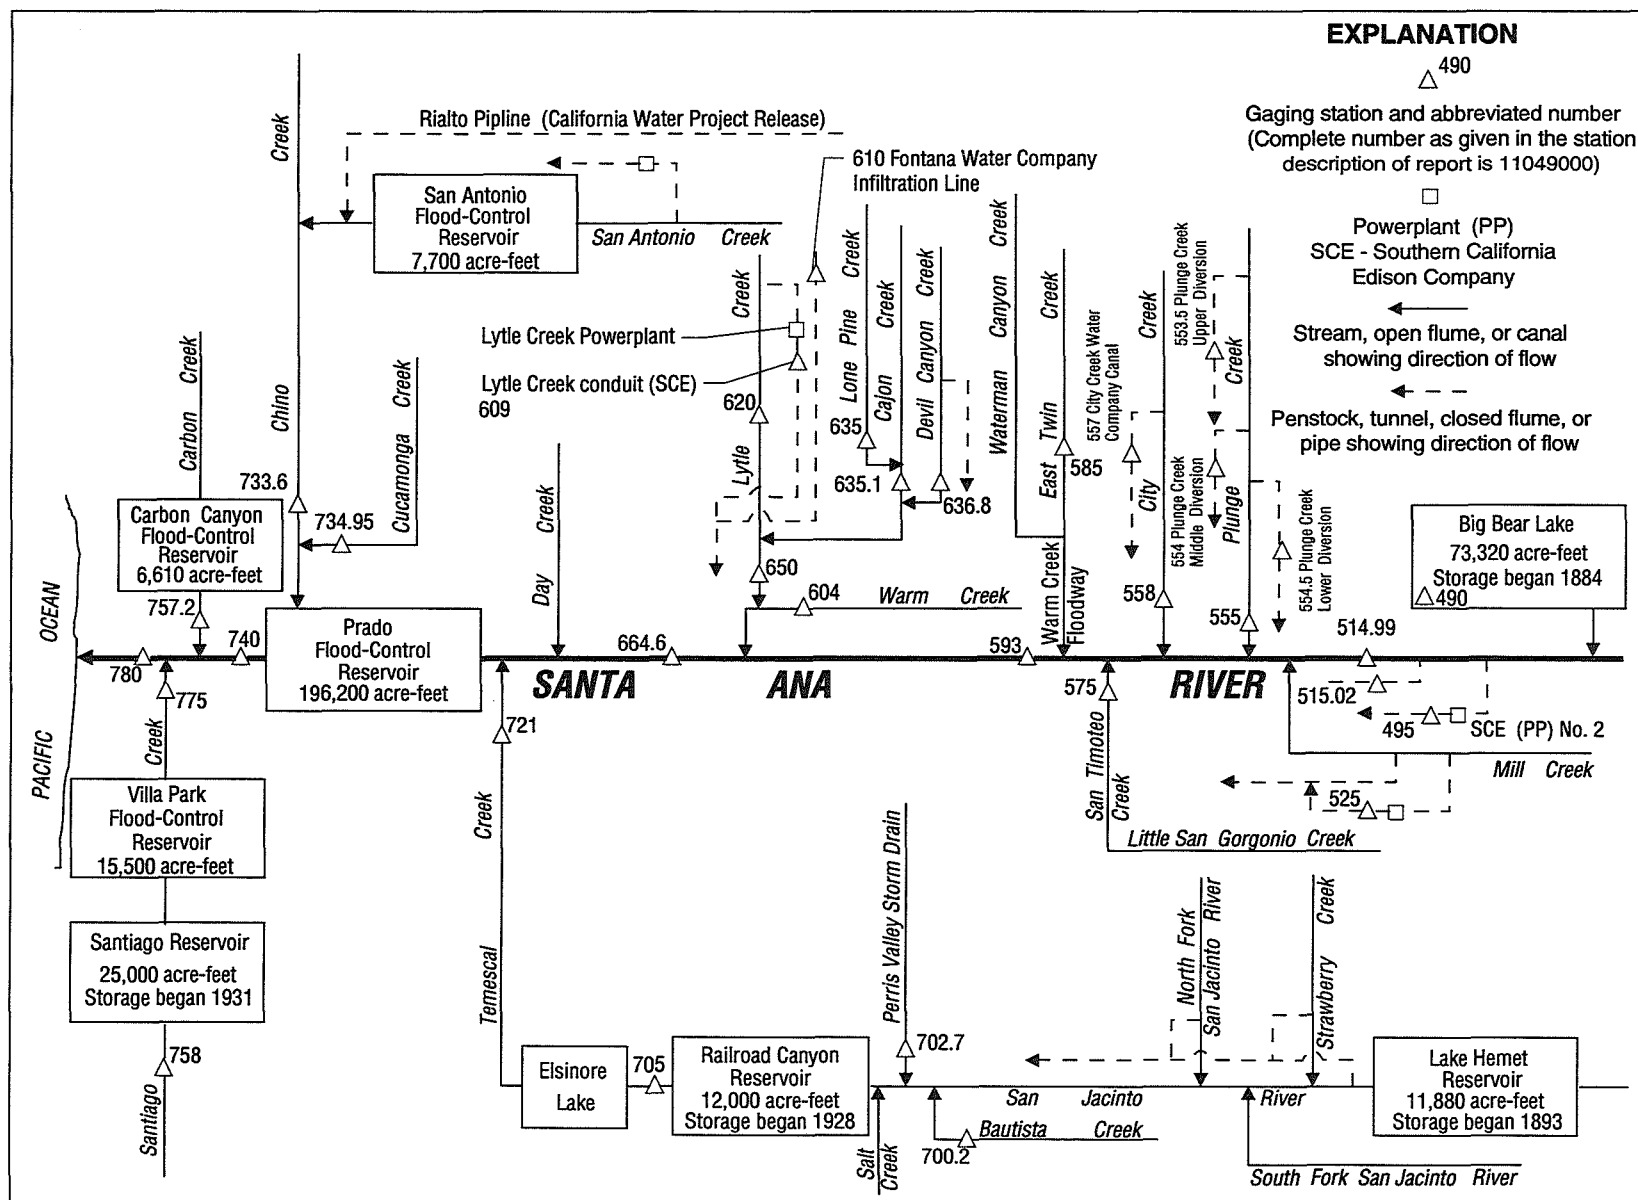 EXPLANATION
490
Gaging station and abbreviated number
(Complete number as given in the station
description of report is 11049000)
Powerplant (PP)
SCE - Southern California
Edison Company
Stream, open flume, or canal
showing direction of flow
Penstock, tunnel, closed flume, or
pipe showing direction of flow
Rialto Pipline (California Water Project Release)
Chino Creek
San Antonio
Flood-Control
Reservoir
7,700 acre-feet
San Antonio Creek
610 Fontana Water Company
Infiltration Line
Lytle Creek Powerplant
Lytle Creek conduit (SCE)
609
Lytle Creek
620
650
Lone Pine Creek
635
Cajon Creek
635.1
Devil Canyon Creek
636.8
Waterman Canyon Creek
East Twin Creek
585
Warm Creek
Floodway
557 City Creek Water
Company Canal
City Creek
558
553.5 Plunge Creek
Upper Diversion
554 Plunge Creek
Middle Diversion
Plunge Creek
555
554.5 Plunge Creek
Lower Diversion
Big Bear Lake
73,320 acre-feet
Storage began 1884
490
514.99
Carbon Creek
Carbon Canyon
Flood-Control
Reservoir
6,610 acre-feet
757.2
733.6
734.95
Cucamonga Creek
Day Creek
604
Warm Creek
PACIFIC OCEAN
780
740
Prado
Flood-Control
Reservoir
196,200 acre-feet
664.6
593
SANTA ANA RIVER
775
Creek
721
575
San Timoteo
Creek
Little San Gorgonio Creek
515.02
495
SCE (PP) No. 2
Mill Creek
525
Villa Park
Flood-Control
Reservoir
15,500 acre-feet
Santiago Reservoir
25,000 acre-feet
Storage began 1931
758
Santiago
Temescal Creek
Elsinore
Lake
705
Railroad Canyon
Reservoir
12,000 acre-feet
Storage began 1928
Perris Valley Storm Drain
702.7
Salt
Creek
700.2
Bautista Creek
San Jacinto River
North Fork
San Jacinto River
Strawberry Creek
Lake Hemet
Reservoir
11,880 acre-feet
Storage began 1893
South Fork San Jacinto River